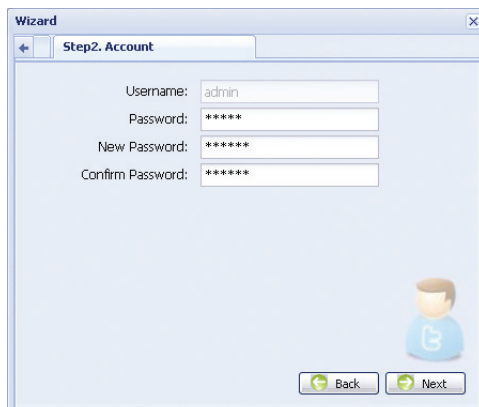 Wizard
Step2. Account
Username: admin
Password: *****
New Password: ******
Confirm Password: ******
Back Next